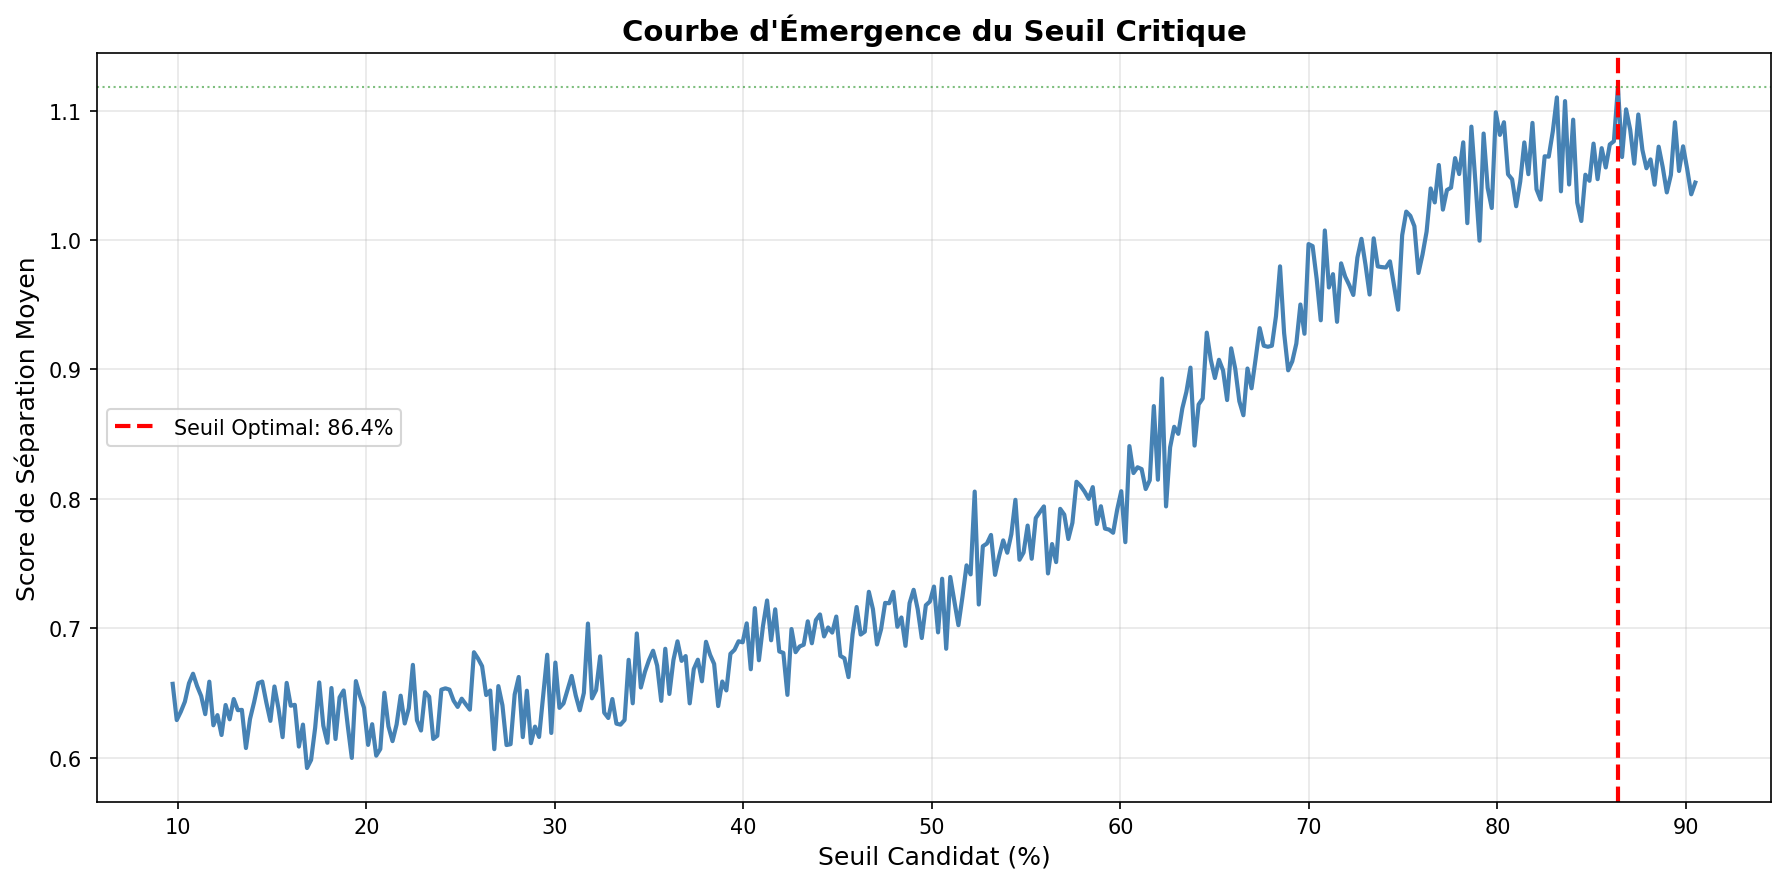 Courbe d'Émergence du Seuil Critique
Score de Séparation Moyen
1.1
1.0
0.9
0.8
0.7
0.6
Seuil Optimal: 86.4%
10 20 30 40 50 60 70 80 90
Seuil Candidat (%)